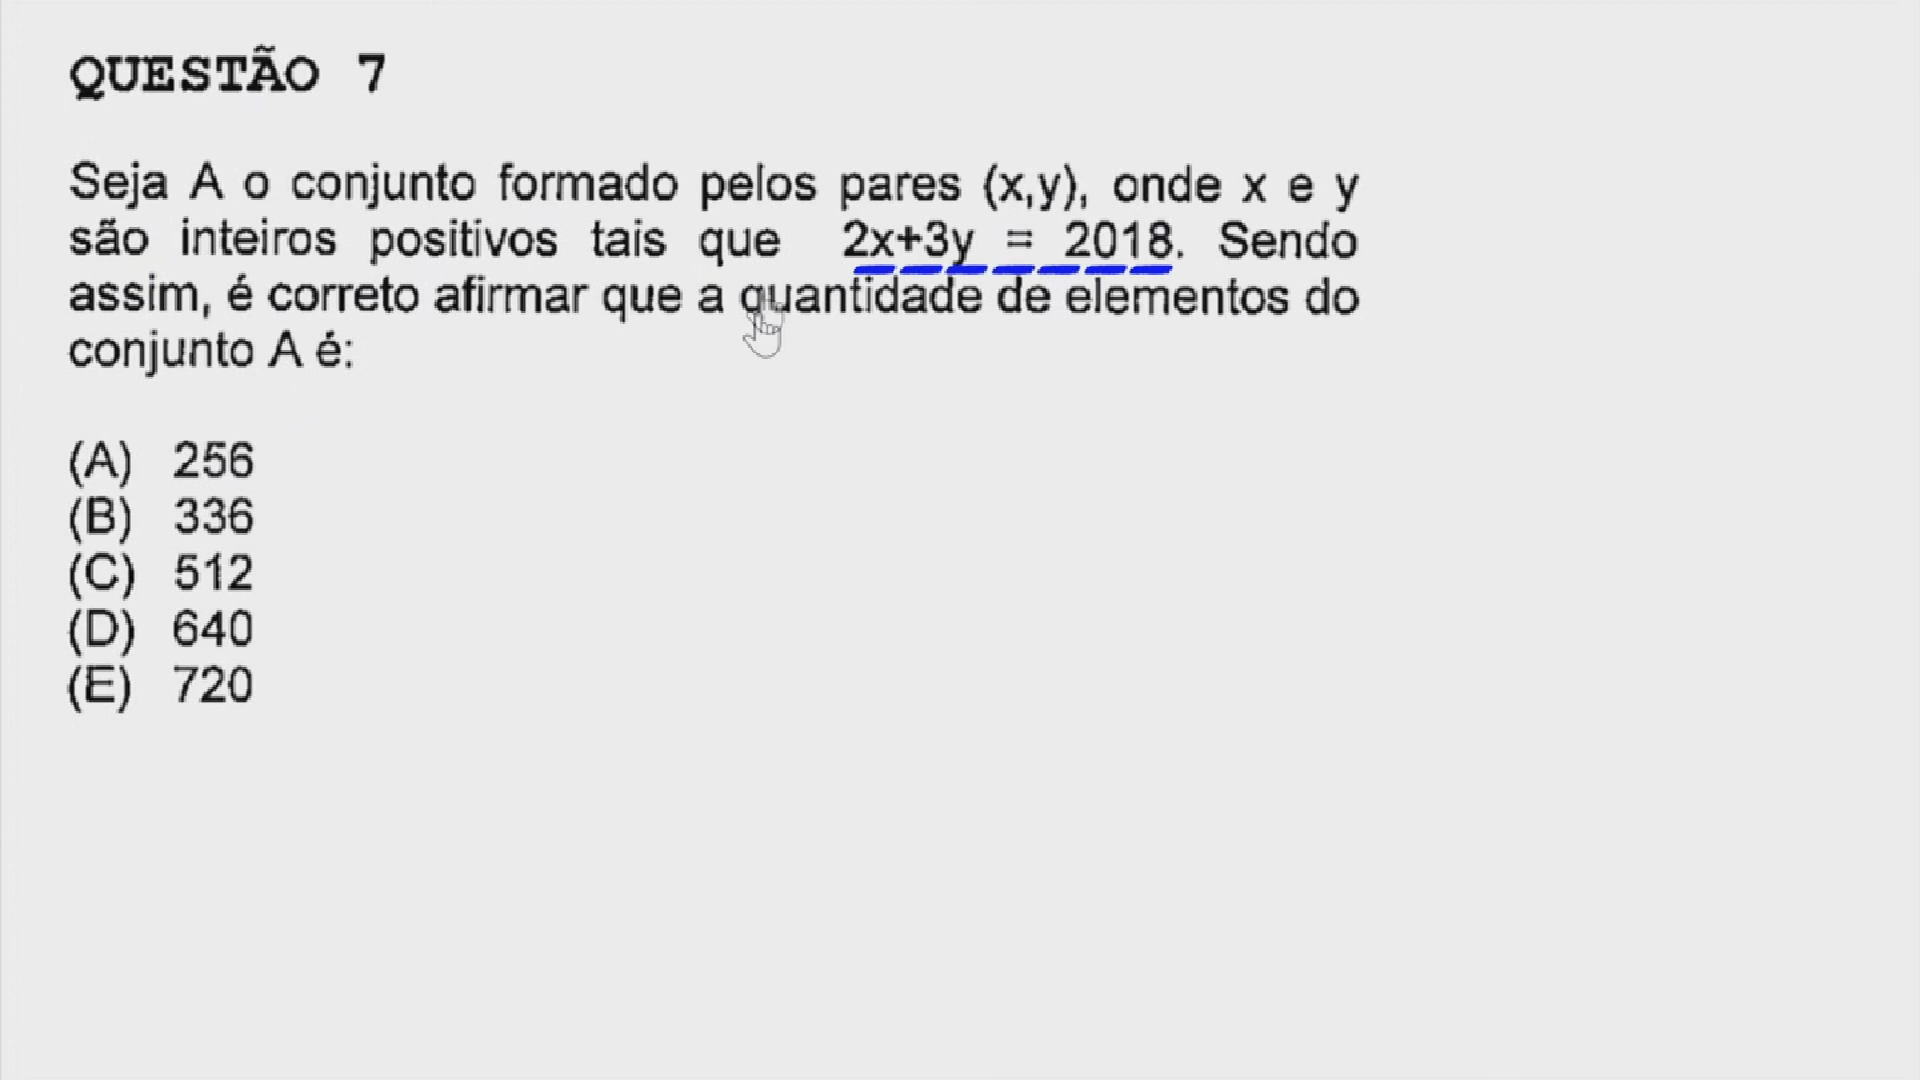 QUESTÃO 7
Seja A o conjunto formado pelos pares (x,y), onde x e y
são inteiros positivos tais que 2x+3y = 2018. Sendo
assim, é correto afirmar que a quantidade de elementos do
conjunto A é:
(A) 256
(B) 336
(C) 512
(D) 640
(E) 720